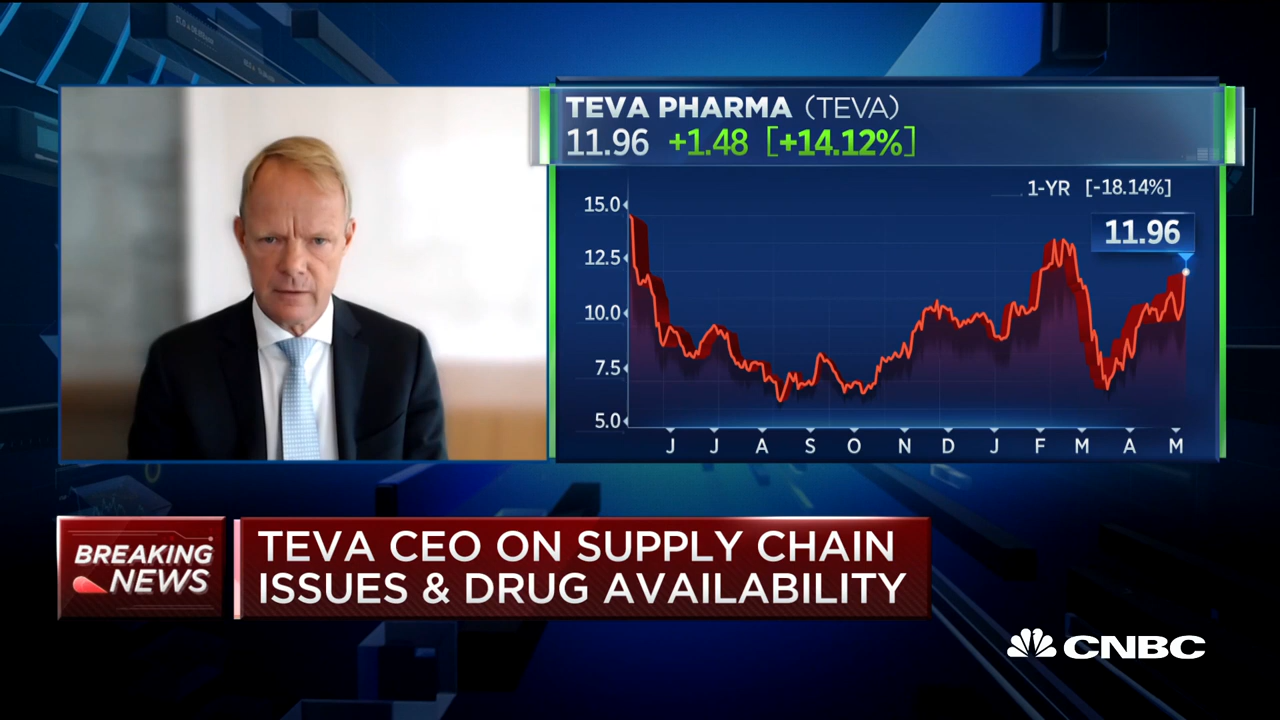 TEVA PHARMA (TEVA)
11.96 +1.48 [+14.12%]
1-YR [-18.14%]
11.96
15.0
12.5
10.0
7.5
5.0
J J A S O N D J F M A M
BREAKING
NEWS
TEVA CEO ON SUPPLY CHAIN
ISSUES & DRUG AVAILABILITY
CNBC